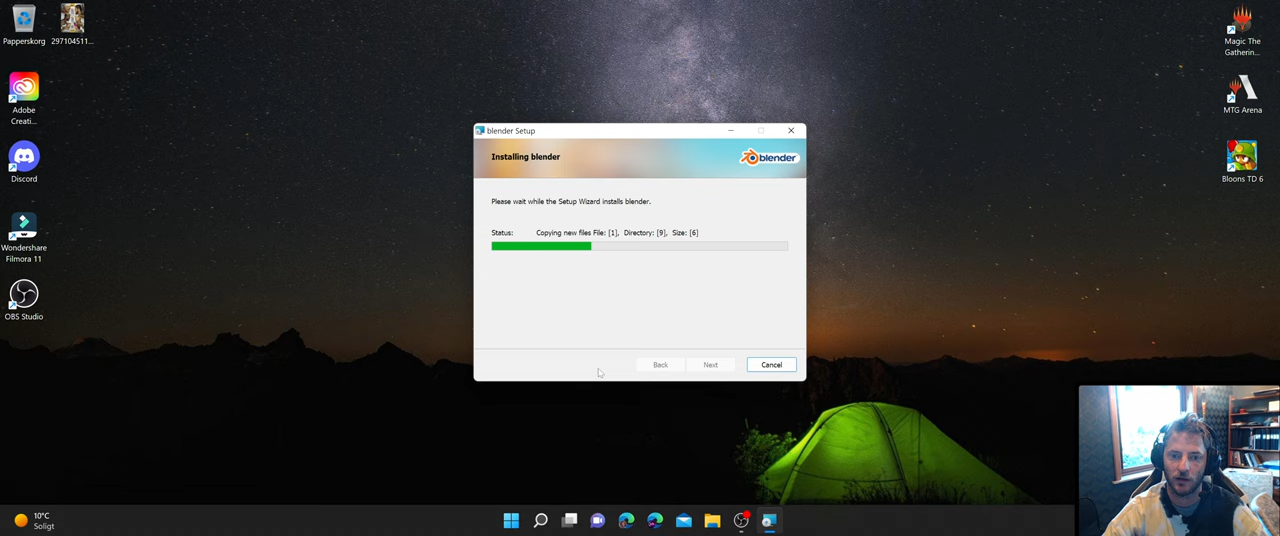 Papperskorg
297104511...
Adobe
Creati...
Discord
Wondershare
Filmora 11
OBS Studio
blender Setup
Installing blender
blender
Please wait while the Setup Wizard installs blender.
Status: Copying new files File: [1], Directory: [9], Size: [6]
Back
Next
Cancel
Magic The
Gatherin...
MTG Arena
Bloons TD 6
10°C
Soligt